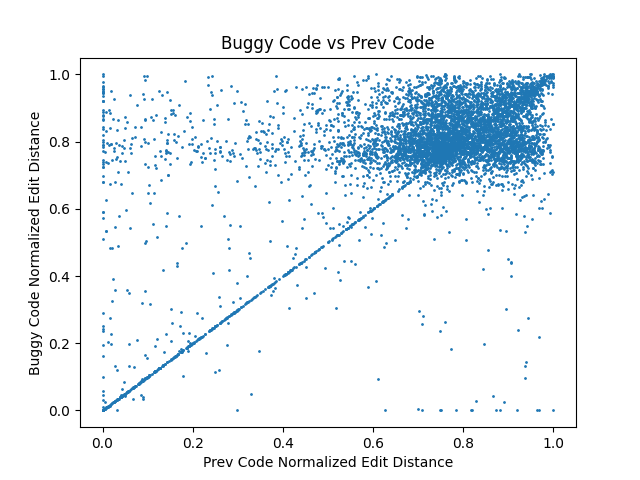 Buggy Code vs Prev Code
1.0
0.8
0.6
0.4
0.2
0.0
Buggy Code Normalized Edit Distance
0.0 0.2 0.4 0.6 0.8 1.0
Prev Code Normalized Edit Distance